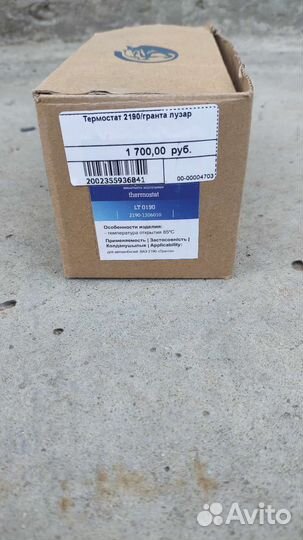 Термостат 2190/гранта лузар
1 700,00 руб.
2002355936841
00-00004703
thermostat
LT 0190
2190-1306010
Особенности изделия:
- температура открытия 85°С
Применяемость | Застосовність |
Колданушылык | Applicability:
для автомобилей ВАЗ 2190 «Гранта»
Avito